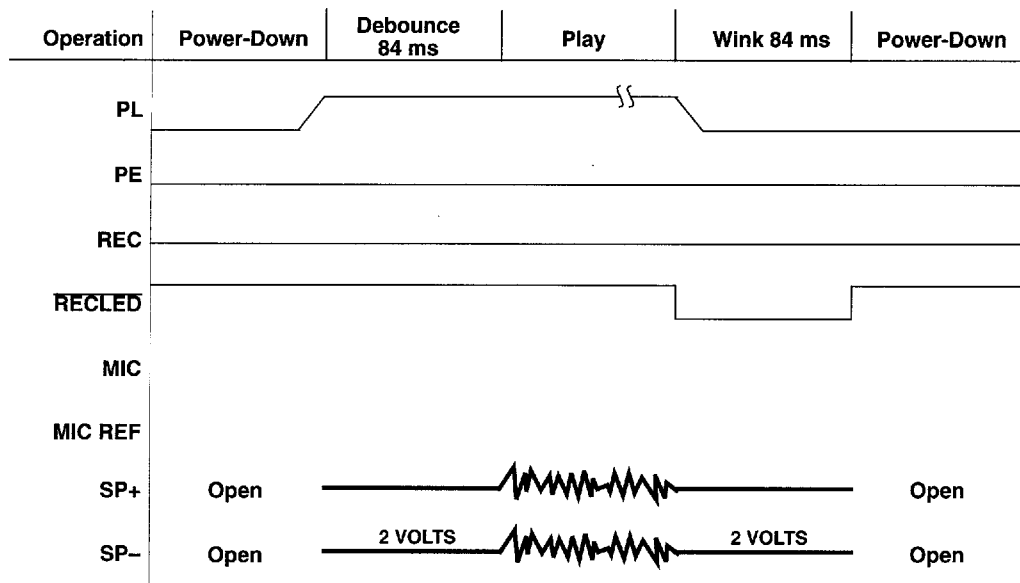 Operation Power-Down Debounce 84 ms Play Wink 84 ms Power-Down
PL
PE
REC
RECLED
MIC
MIC REF
SP+ Open Open
SP– Open 2 VOLTS 2 VOLTS Open